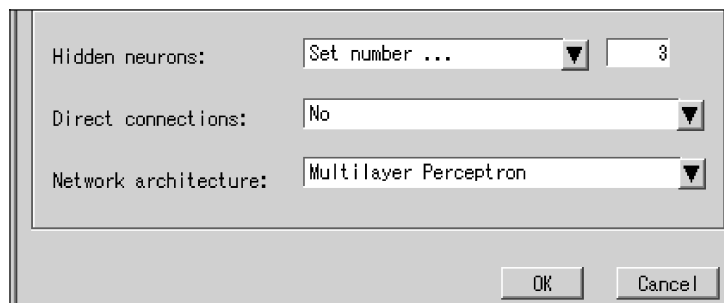 Hidden neurons: Set number ... 3
Direct connections: No
Network architecture: Multilayer Perceptron
OK Cancel